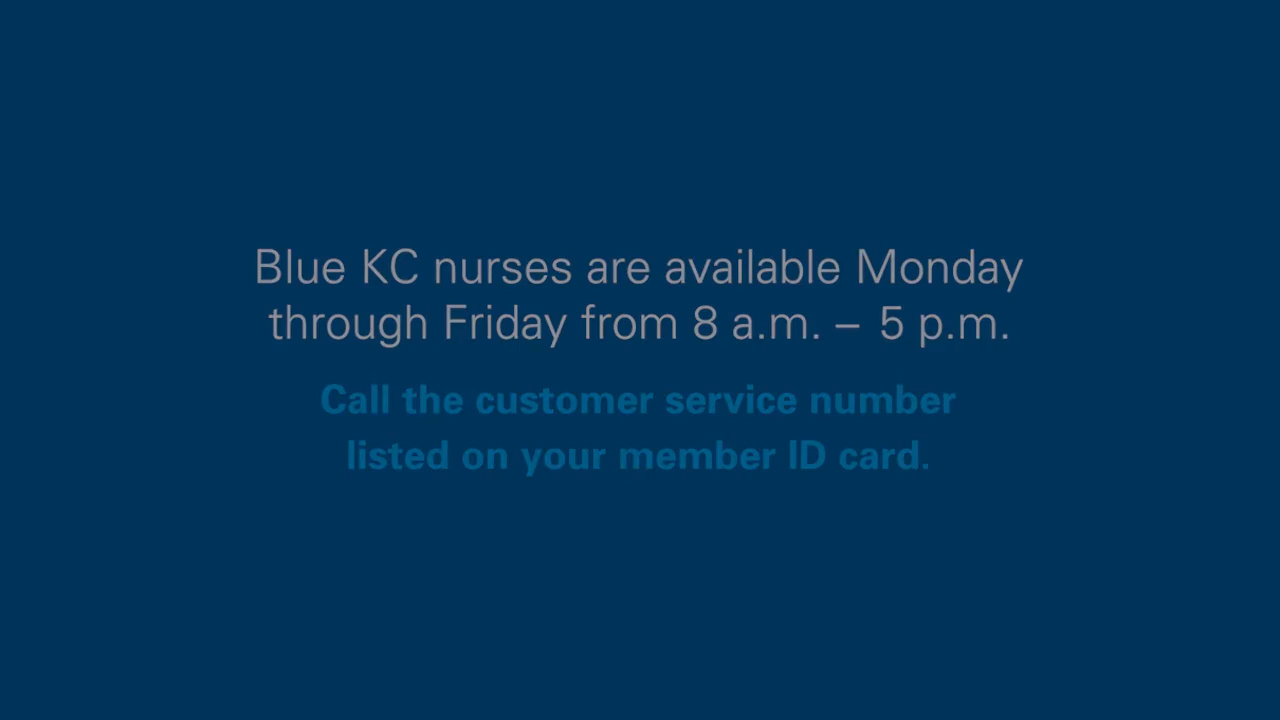 Blue KC nurses are available Monday
through Friday from 8 a.m. – 5 p.m.
Call the customer service number
listed on your member ID card.